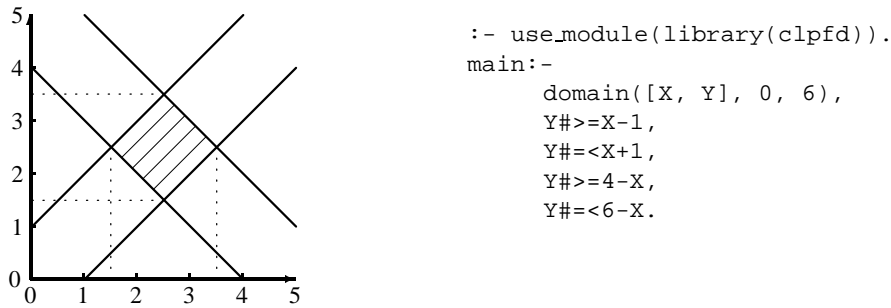 5
4
3
2
1
0
0 1 2 3 4 5
:- use_module(library(clpfd)).
main:-
domain([X, Y], 0, 6),
Y#>=X-1,
Y#=<X+1,
Y#>=4-X,
Y#=<6-X.